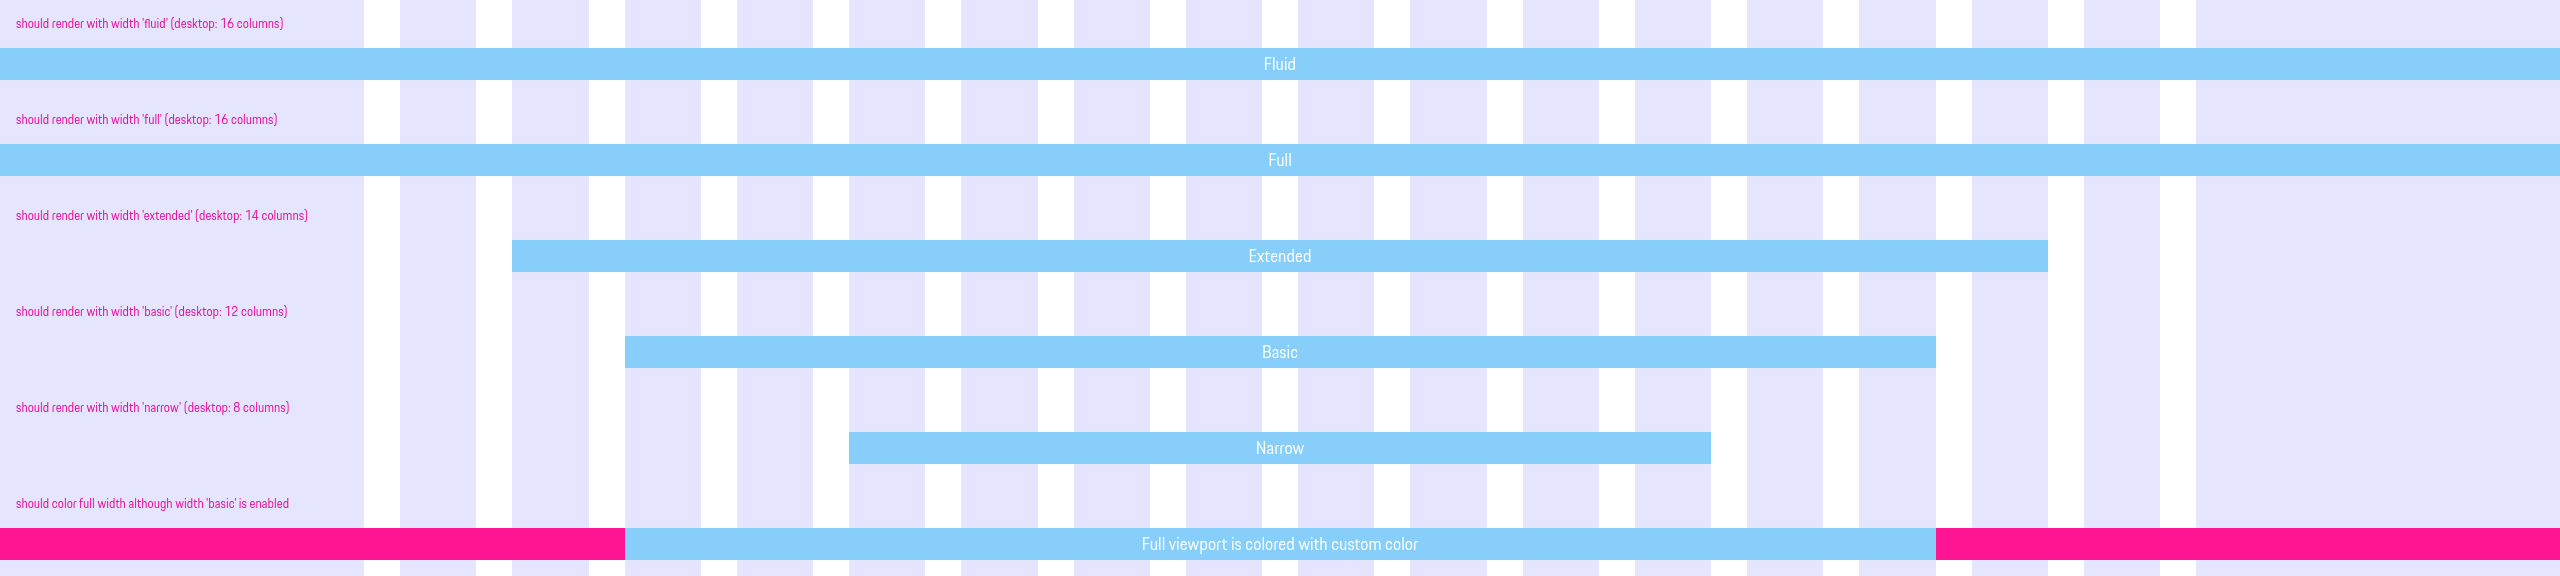 should render with width 'fluid' (desktop: 16 columns)
Fluid
should render with width 'full' (desktop: 16 columns)
Full
should render with width 'extended' (desktop: 14 columns)
Extended
should render with width 'basic' (desktop: 12 columns)
Basic
should render with width 'narrow' (desktop: 8 columns)
Narrow
should color full width although width 'basic' is enabled
Full viewport is colored with custom color